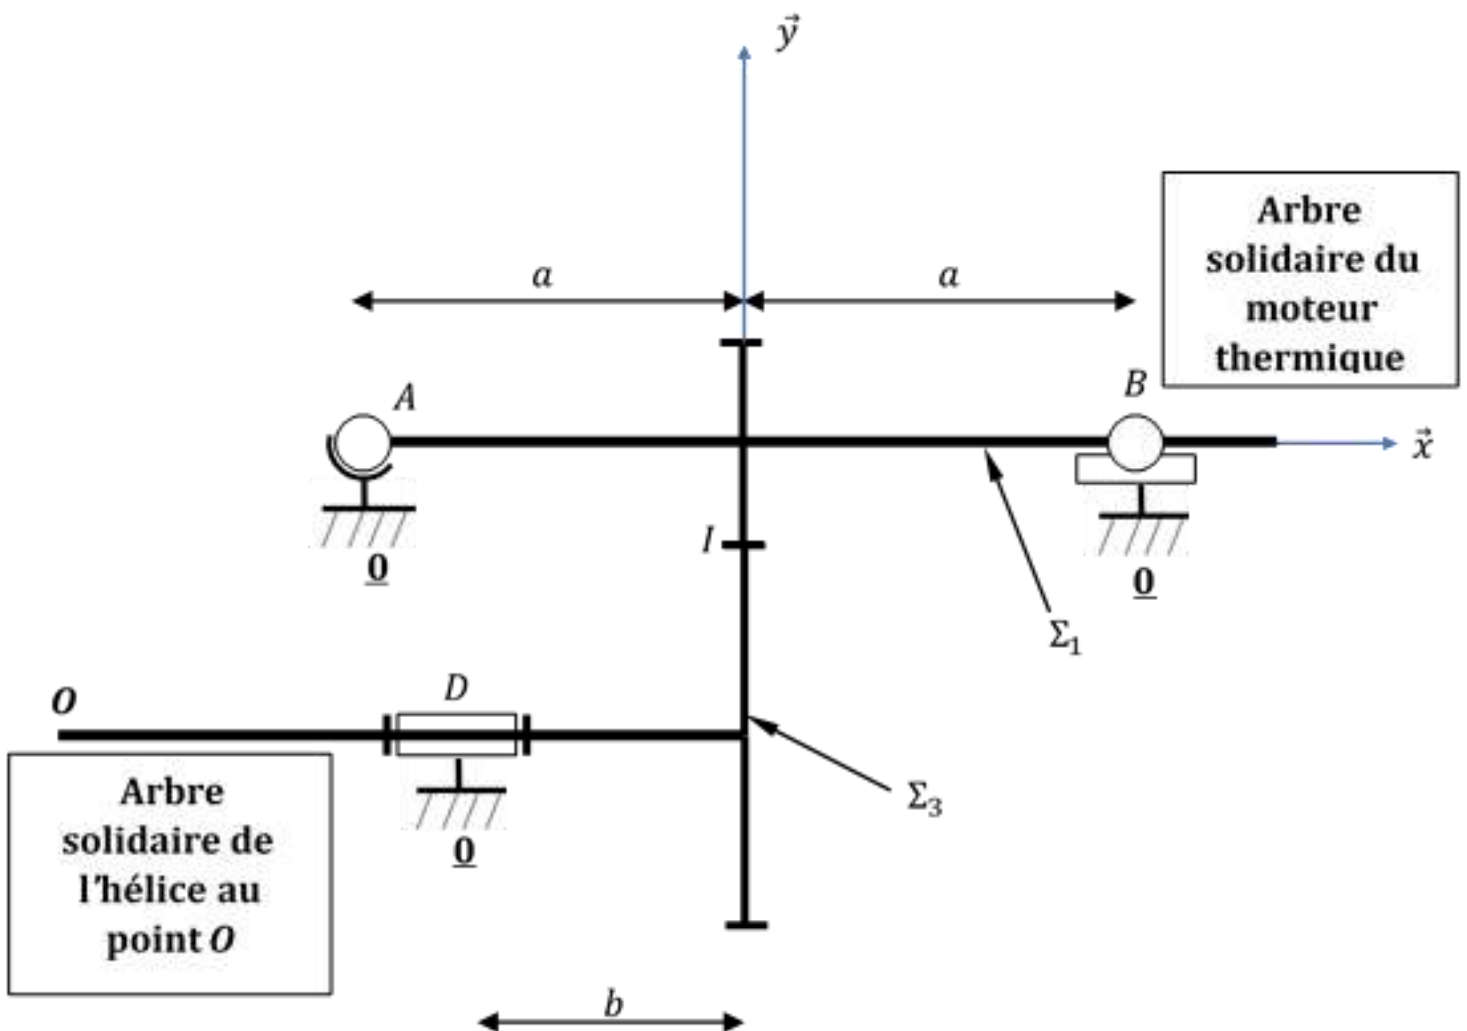 y⃗
a
a
Arbre
solidaire du
moteur
thermique
A
B
x⃗
I
0
0
Σ₁
O
D
Arbre
solidaire de
l'hélice au
point O
Σ₃
0
b